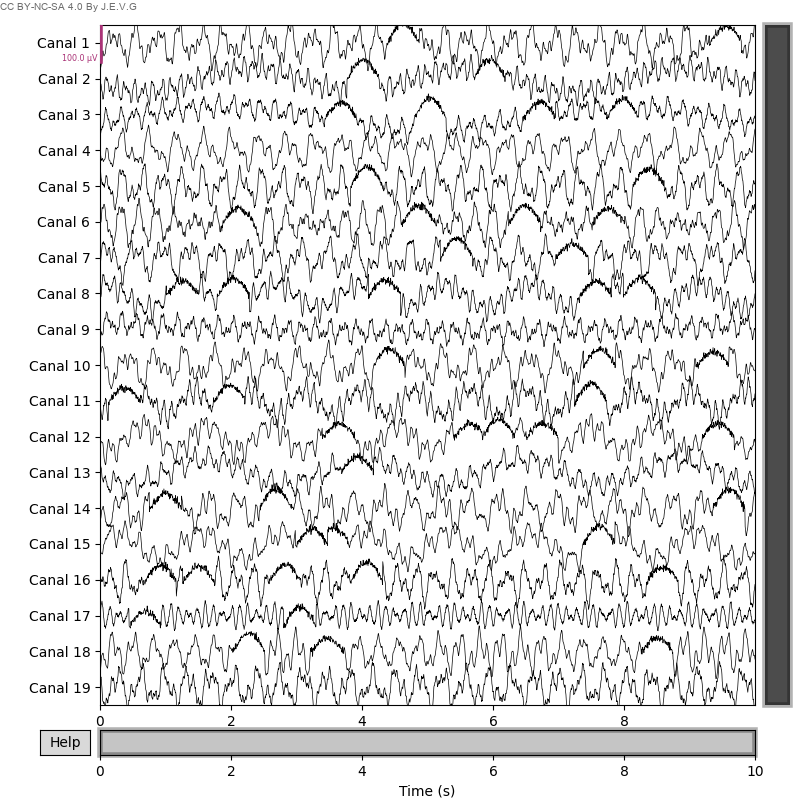 CC BY-NC-SA 4.0 By J.E.V.G
Canal 1
100.0 µV
Canal 2
Canal 3
Canal 4
Canal 5
Canal 6
Canal 7
Canal 8
Canal 9
Canal 10
Canal 11
Canal 12
Canal 13
Canal 14
Canal 15
Canal 16
Canal 17
Canal 18
Canal 19
0 2 4 6 8
Help
0 2 4 6 8 10
Time (s)